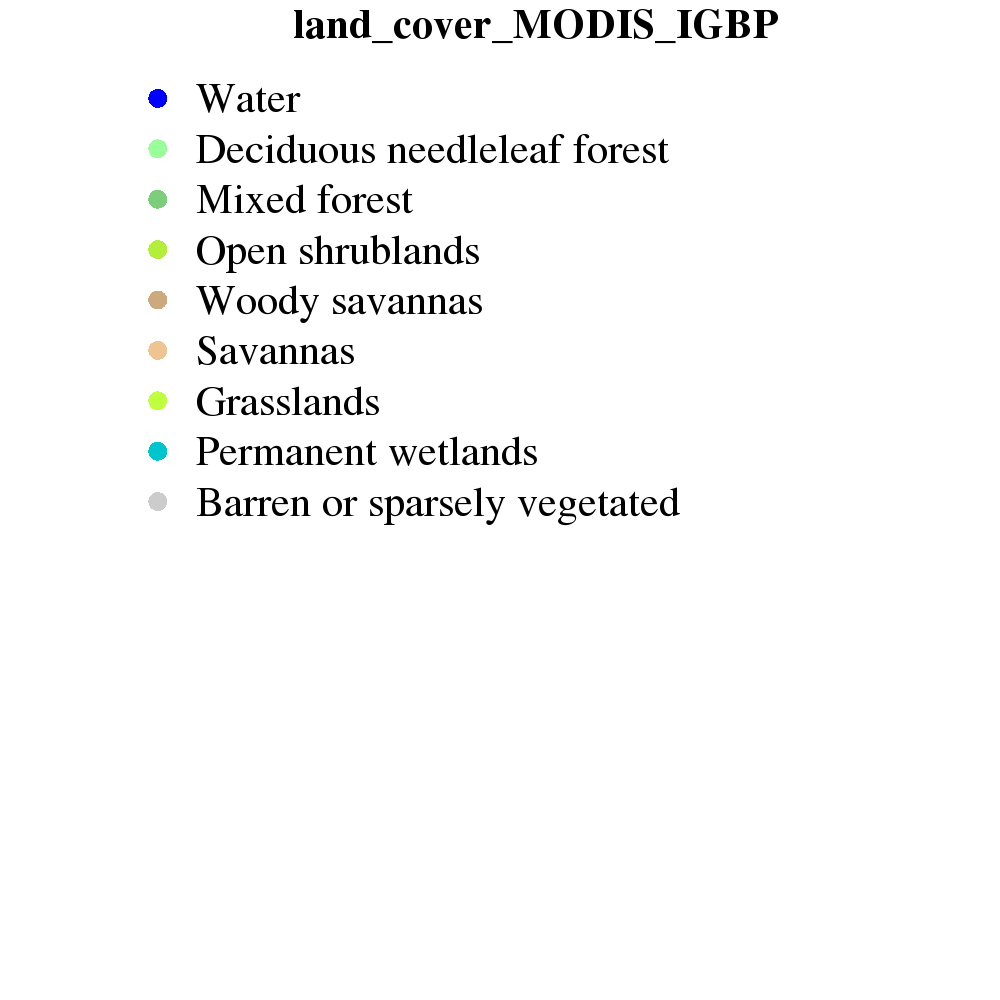 land_cover_MODIS_IGBP
Water
Deciduous needleleaf forest
Mixed forest
Open shrublands
Woody savannas
Savannas
Grasslands
Permanent wetlands
Barren or sparsely vegetated